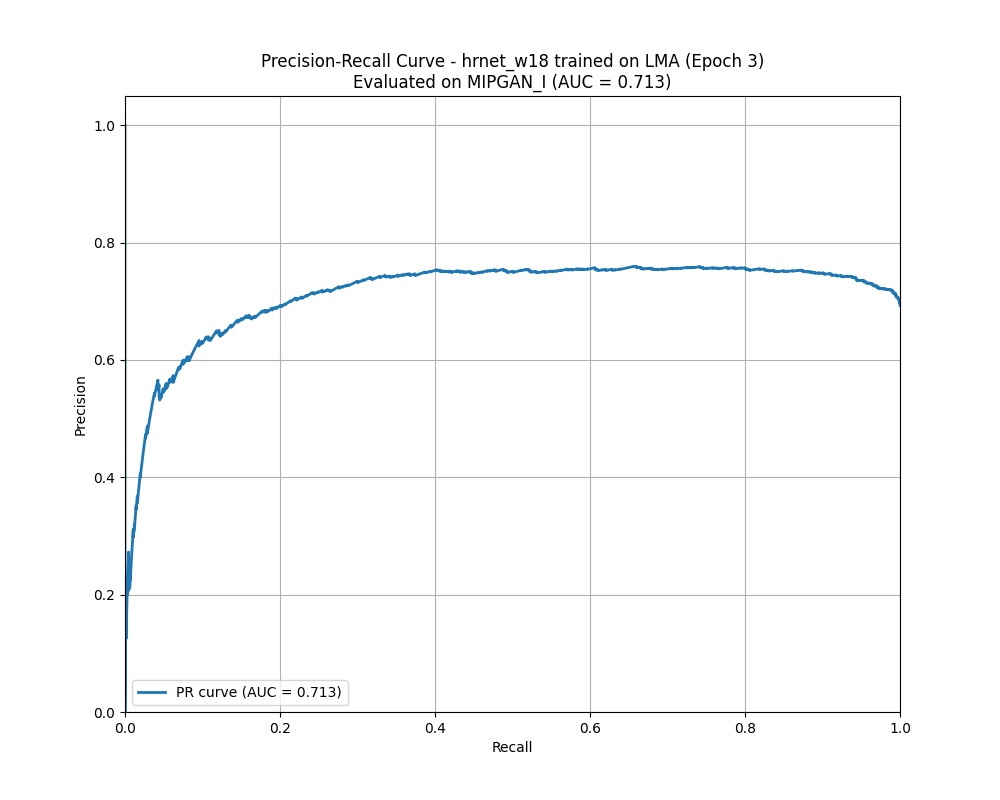 Precision-Recall Curve - hrnet_w18 trained on LMA (Epoch 3)
Evaluated on MIPGAN_I (AUC = 0.713)
1.0
0.8
0.6
0.4
0.2
0.0
Precision
PR curve (AUC = 0.713)
0.0 0.2 0.4 0.6 0.8 1.0
Recall